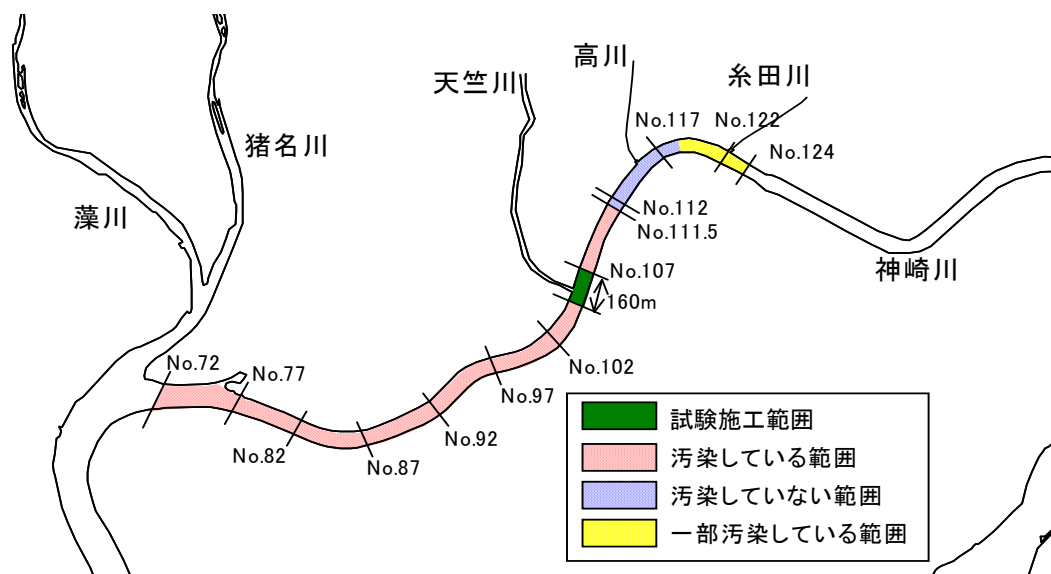 高川
糸田川
天竺川
No.117
No.122
No.124
猪名川
藻川
No.112
No.111.5
神崎川
No.107
160m
No.102
No.72
No.77
No.97
No.92
No.82
No.87
試験施工範囲
汚染している範囲
汚染していない範囲
一部汚染している範囲